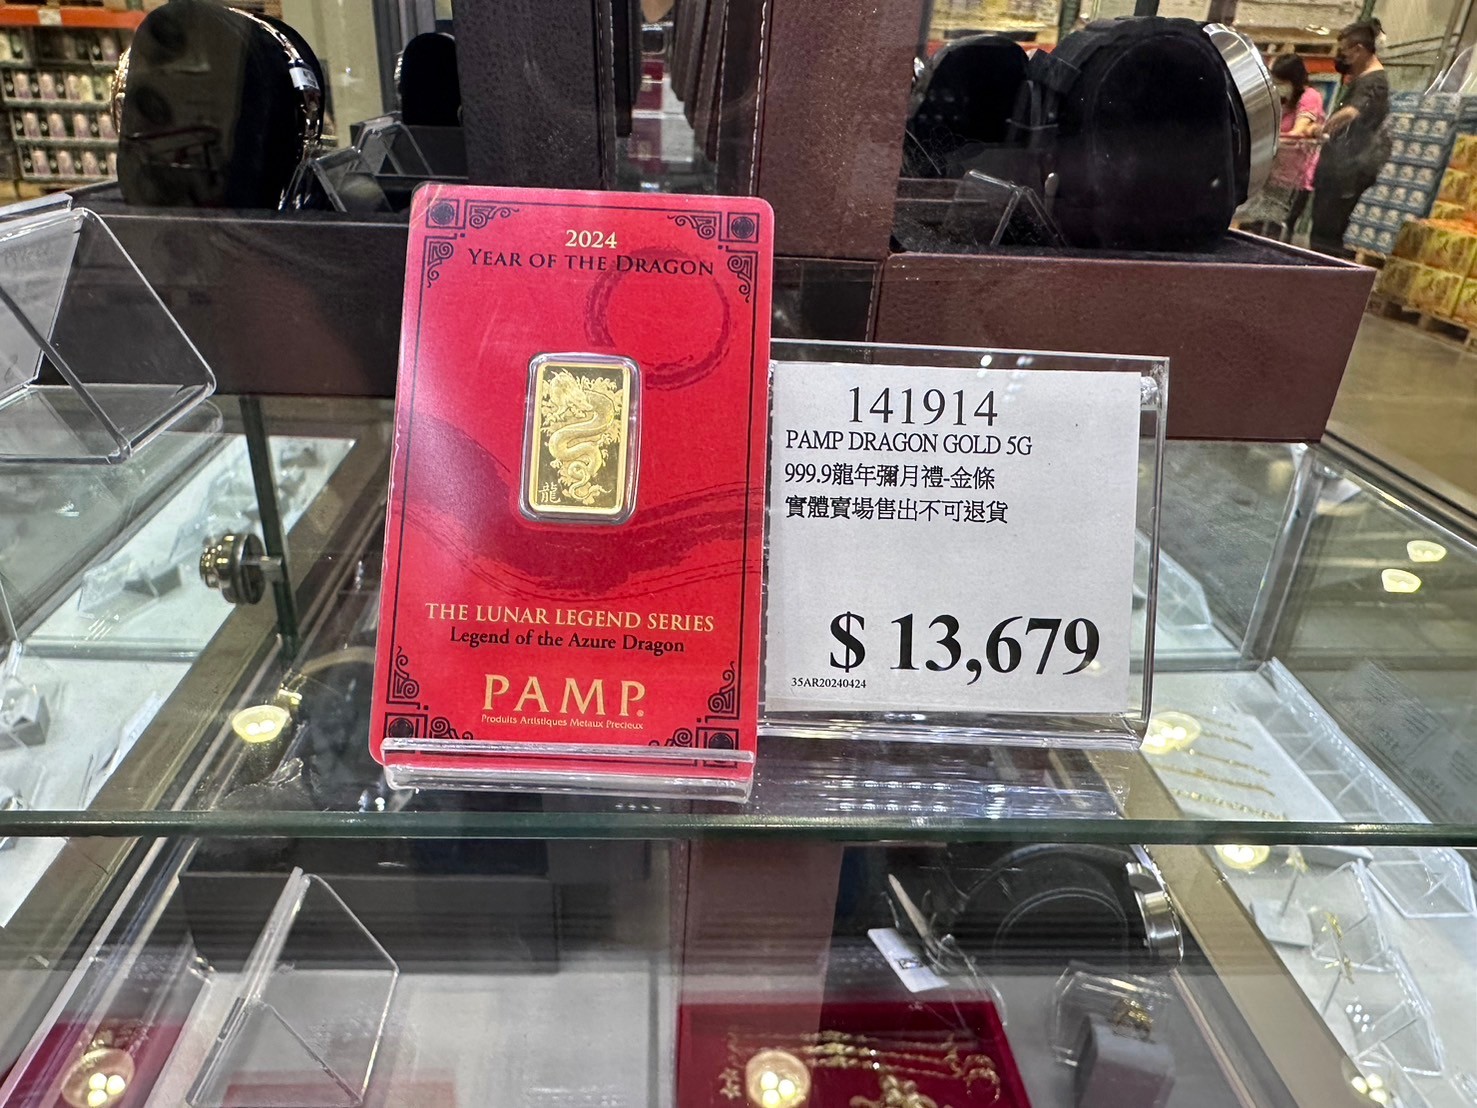 2024
YEAR OF THE DRAGON
龍
THE LUNAR LEGEND SERIES
Legend of the Azure Dragon
PAMP.
Produits Artistiques Métaux Précieux
141914
PAMP DRAGON GOLD 5G
999.9龍年彌月禮-金條
實體賣場售出不可退貨
$ 13,679
35AR20240424